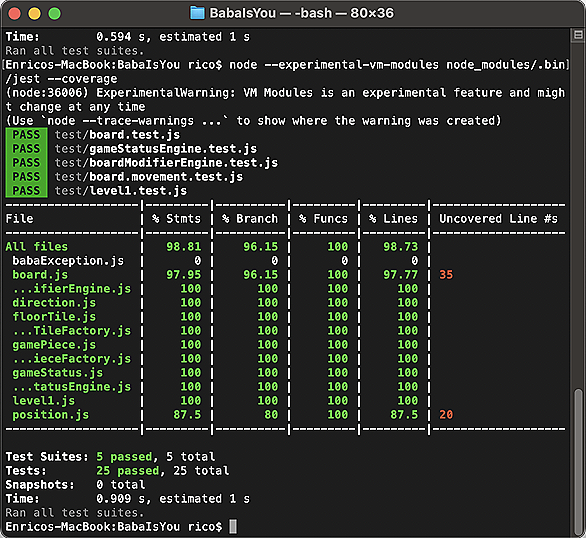 BabaIsYou — -bash — 80×36
Time:        0.594 s, estimated 1 s
Ran all test suites.
[Enricos-MacBook:BabaIsYou rico$ node --experimental-vm-modules node_modules/.bin]
/jest --coverage
(node:36006) ExperimentalWarning: VM Modules is an experimental feature and migh
t change at any time
(Use `node --trace-warnings ...` to show where the warning was created)
PASS test/board.test.js
PASS test/gameStatusEngine.test.js
PASS test/boardModifierEngine.test.js
PASS test/board.movement.test.js
PASS test/level1.test.js
File | % Stmts | % Branch | % Funcs | % Lines | Uncovered Line #s
All files | 98.81 | 96.15 | 100 | 98.73 |
babaException.js | 0 | 0 | 0 | 0 |
board.js | 97.95 | 96.15 | 100 | 97.77 | 35
...ifierEngine.js | 100 | 100 | 100 | 100 |
direction.js | 100 | 100 | 100 | 100 |
floorTile.js | 100 | 100 | 100 | 100 |
...TileFactory.js | 100 | 100 | 100 | 100 |
gamePiece.js | 100 | 100 | 100 | 100 |
...ieceFactory.js | 100 | 100 | 100 | 100 |
gameStatus.js | 100 | 100 | 100 | 100 |
...tatusEngine.js | 100 | 100 | 100 | 100 |
level1.js | 100 | 100 | 100 | 100 |
position.js | 87.5 | 80 | 100 | 87.5 | 20
Test Suites: 5 passed, 5 total
Tests:       25 passed, 25 total
Snapshots:   0 total
Time:        0.909 s, estimated 1 s
Ran all test suites.
Enricos-MacBook:BabaIsYou rico$